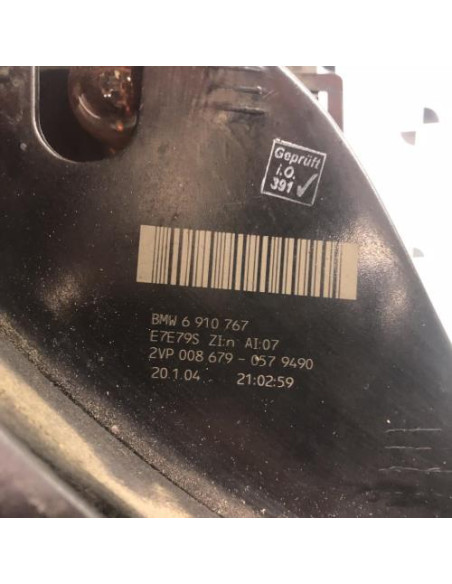 Geprüft
i.O.
391
BMW 6 910 767
E7E79S ZI:n AI:07
2VP 008 679 - 057 9490
20.1.04 21:02:59